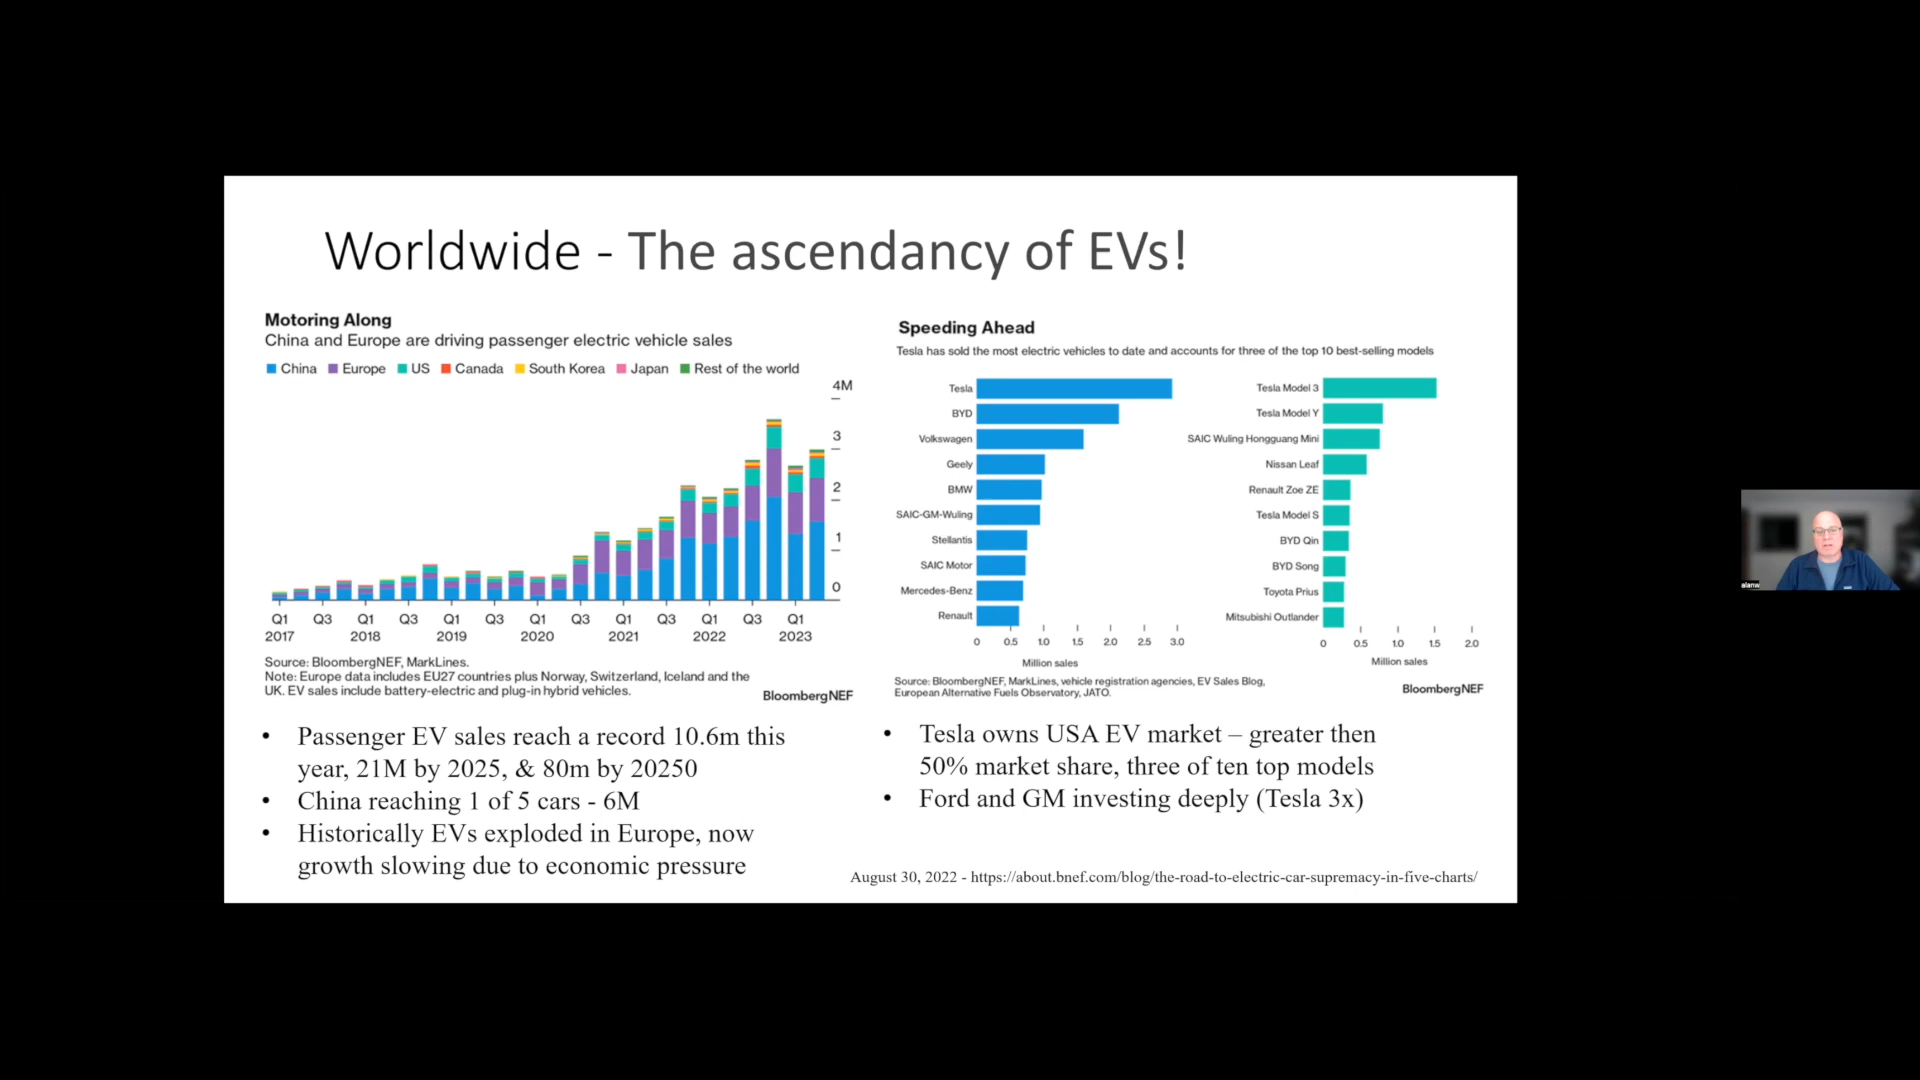 Worldwide - The ascendancy of EVs!
Motoring Along
China and Europe are driving passenger electric vehicle sales
China Europe US Canada South Korea Japan Rest of the world
4M
3
2
1
0
Q1 Q3 Q1 Q3 Q1 Q3 Q1 Q3 Q1 Q3 Q1 Q3 Q1
2017 2018 2019 2020 2021 2022 2023
Source: BloombergNEF, MarkLines.
Note: Europe data includes EU27 countries plus Norway, Switzerland, Iceland and the
UK. EV sales include battery-electric and plug-in hybrid vehicles.
BloombergNEF
• Passenger EV sales reach a record 10.6m this
year, 21M by 2025, & 80m by 20250
• China reaching 1 of 5 cars - 6M
• Historically EVs exploded in Europe, now
growth slowing due to economic pressure
Speeding Ahead
Tesla has sold the most electric vehicles to date and accounts for three of the top 10 best-selling models
Tesla
BYD
Volkswagen
Geely
BMW
SAIC-GM-Wuling
Stellantis
SAIC Motor
Mercedes-Benz
Renault
0 0.5 1.0 1.5 2.0 2.5 3.0
Million sales
Tesla Model 3
Tesla Model Y
SAIC Wuling Hongguang Mini
Nissan Leaf
Renault Zoe ZE
Tesla Model S
BYD Qin
BYD Song
Toyota Prius
Mitsubishi Outlander
0 0.5 1.0 1.5 2.0
Million sales
Source: BloombergNEF, MarkLines, vehicle registration agencies, EV Sales Blog,
European Alternative Fuels Observatory, JATO.
BloombergNEF
• Tesla owns USA EV market – greater then
50% market share, three of ten top models
• Ford and GM investing deeply (Tesla 3x)
August 30, 2022 - https://about.bnef.com/blog/the-road-to-electric-car-supremacy-in-five-charts/
alanw